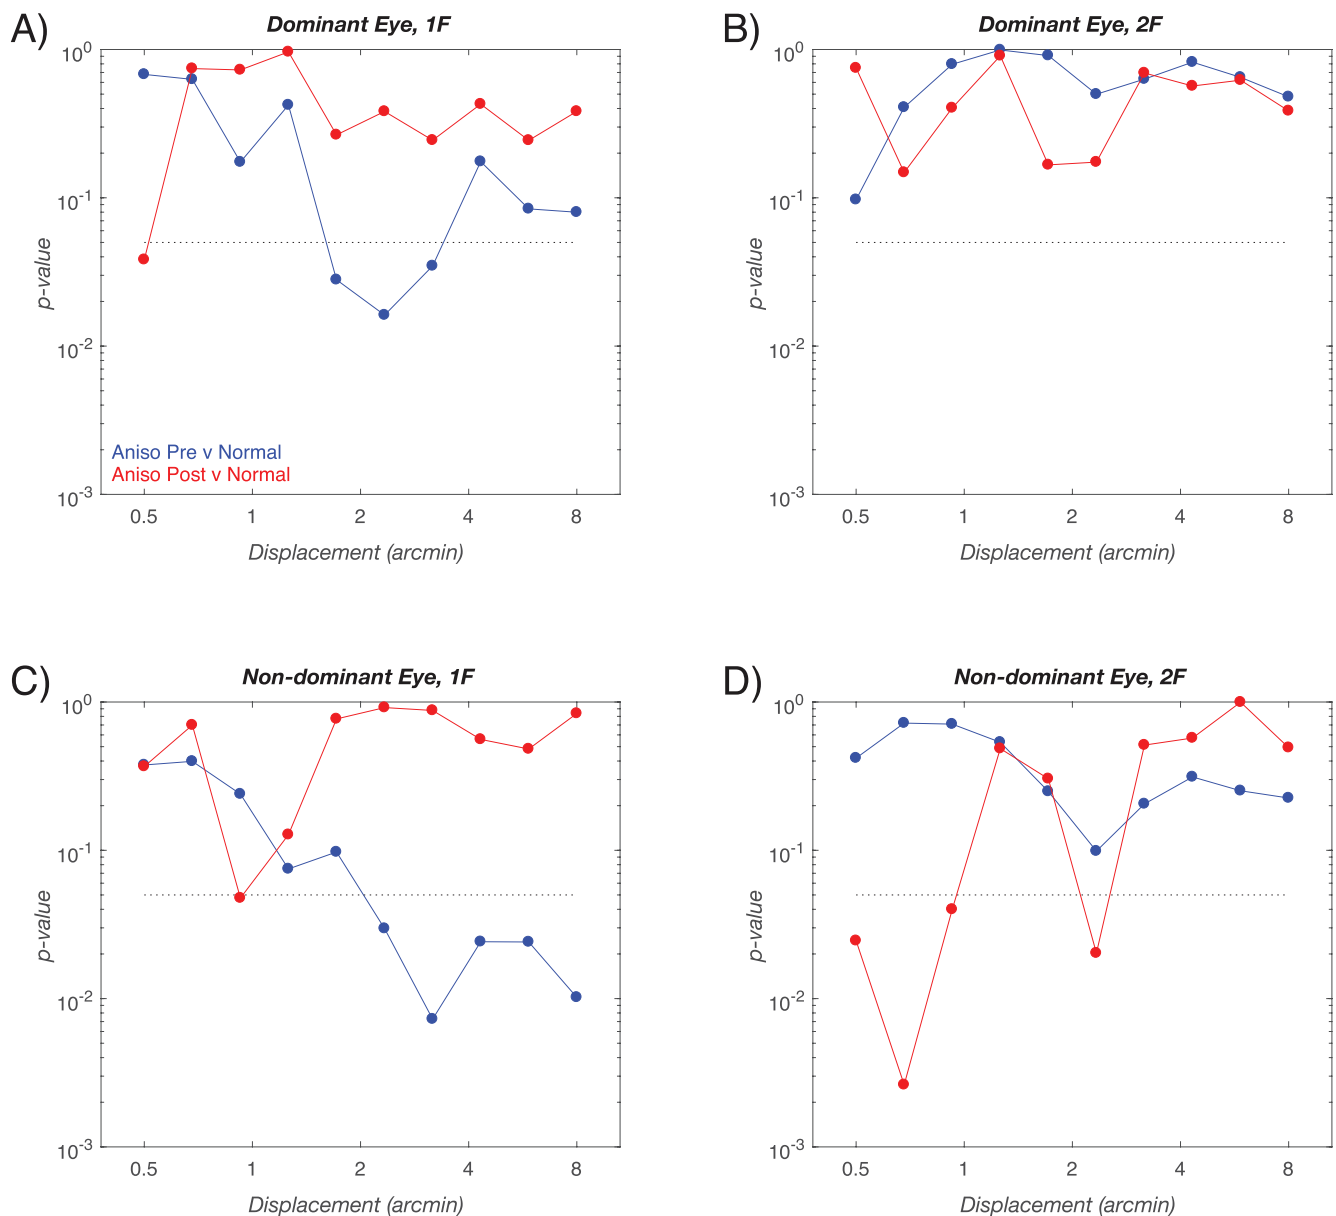 A)
Dominant Eye, 1F
10^0
10^-1
10^-2
10^-3
p-value
Aniso Pre v Normal
Aniso Post v Normal
0.5 1 2 4 8
Displacement (arcmin)
B)
Dominant Eye, 2F
10^0
10^-1
10^-2
10^-3
p-value
0.5 1 2 4 8
Displacement (arcmin)
C)
Non-dominant Eye, 1F
10^0
10^-1
10^-2
10^-3
p-value
0.5 1 2 4 8
Displacement (arcmin)
D)
Non-dominant Eye, 2F
10^0
10^-1
10^-2
10^-3
p-value
0.5 1 2 4 8
Displacement (arcmin)